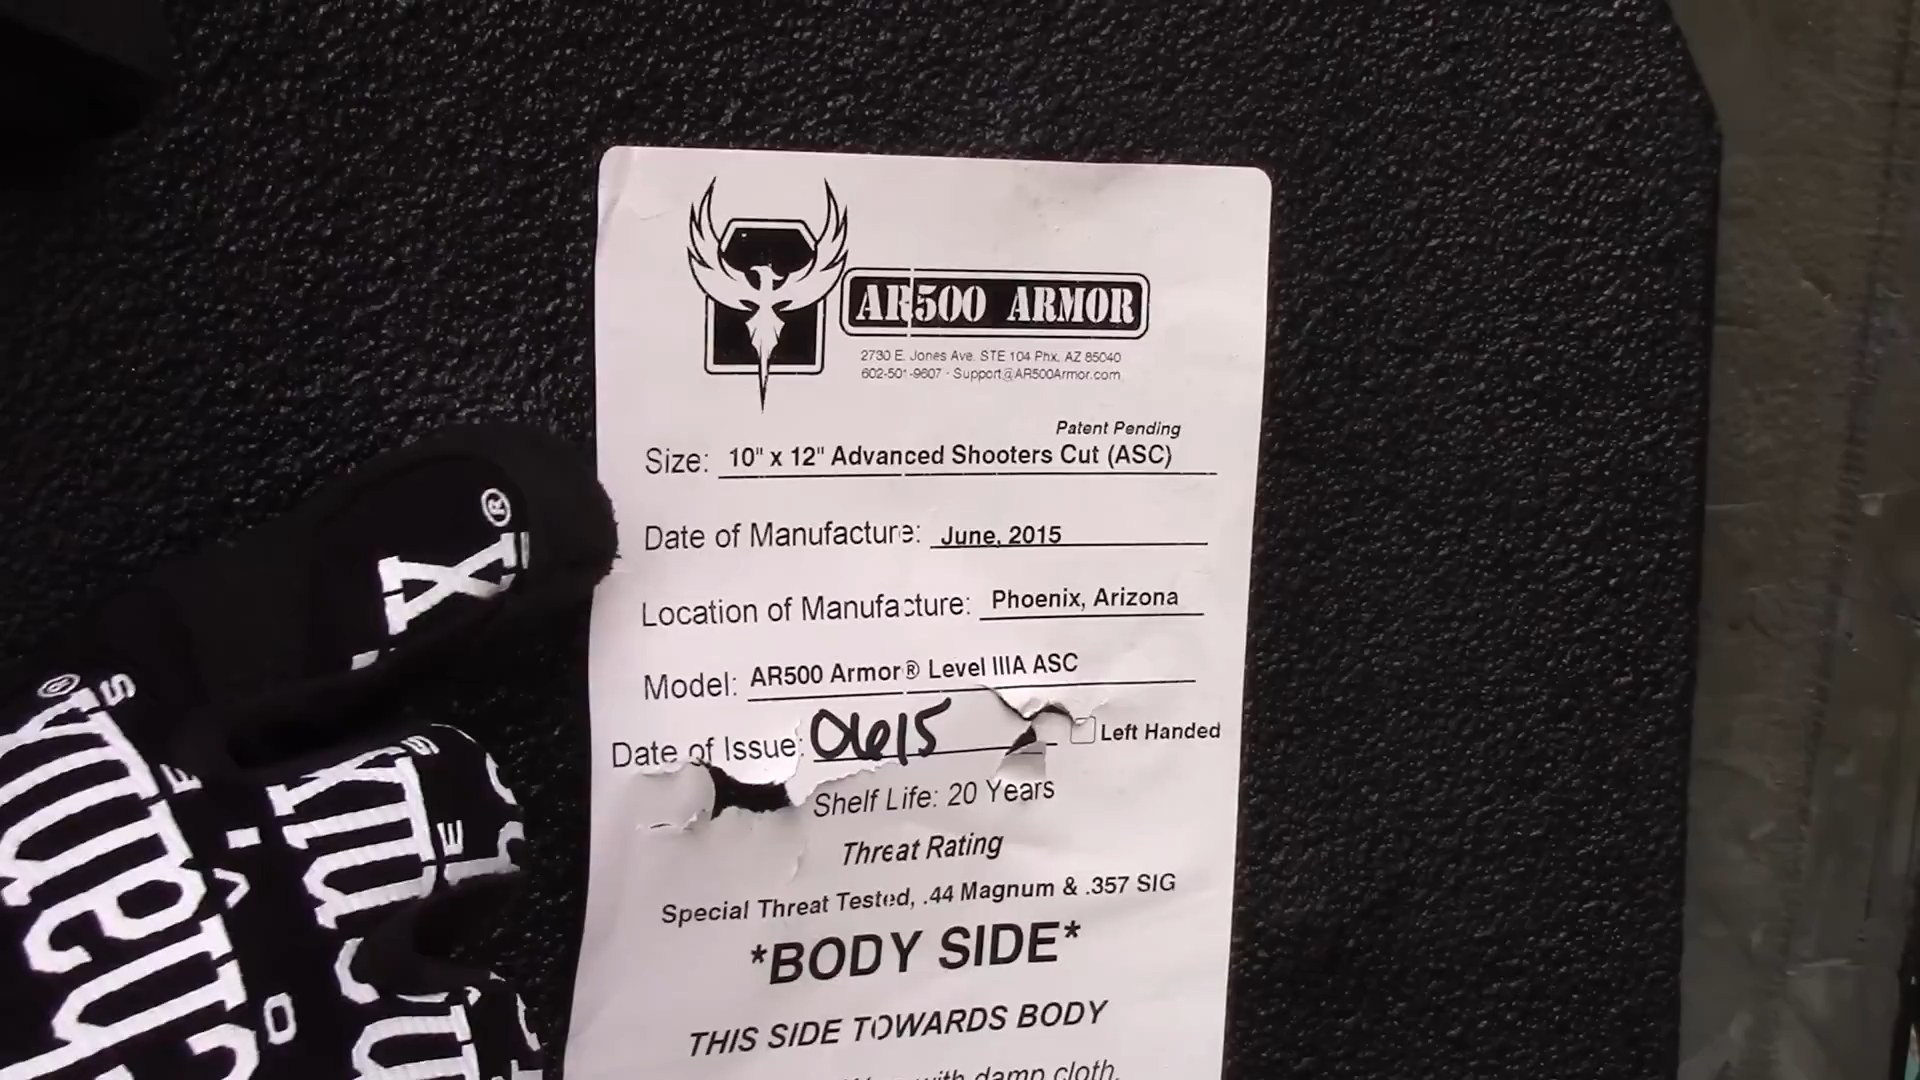 AR500 ARMOR
2730 E. Jones Ave. STE 104 Phx. AZ 85040
602-501-9607 - Support@AR500Armor.com
Patent Pending
Size: 10" x 12" Advanced Shooters Cut (ASC)
Date of Manufacture: June, 2015
Location of Manufacture: Phoenix, Arizona
Model: AR500 Armor® Level IIIA ASC
Date of Issue: 0615
Left Handed
Shelf Life: 20 Years
Threat Rating
Special Threat Tested, .44 Magnum & .357 SIG
*BODY SIDE*
THIS SIDE TOWARDS BODY
with damp cloth.